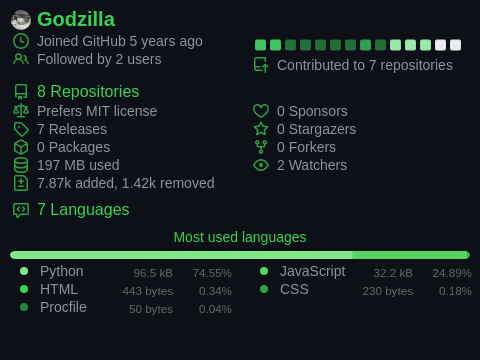 Godzilla
Joined GitHub 5 years ago
Followed by 2 users
Contributed to 7 repositories
8 Repositories
Prefers MIT license
7 Releases
0 Packages
197 MB used
7.87k added, 1.42k removed
0 Sponsors
0 Stargazers
0 Forkers
2 Watchers
7 Languages
Most used languages
Python 96.5 kB 74.55%
HTML 443 bytes 0.34%
Procfile 50 bytes 0.04%
JavaScript 32.2 kB 24.89%
CSS 230 bytes 0.18%